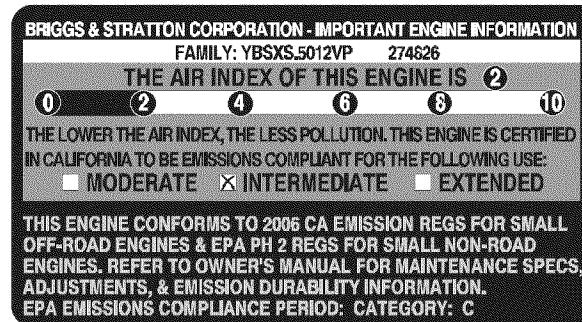 BRIGGS & STRATTON CORPORATION - IMPORTANT ENGINE INFORMATION
FAMILY: YBSXS.5012VP 274826
THE AIR INDEX OF THIS ENGINE IS 2
0 2 4 6 8 10
THE LOWER THE AIR INDEX, THE LESS POLLUTION. THIS ENGINE IS CERTIFIED
IN CALIFORNIA TO BE EMISSIONS COMPLIANT FOR THE FOLLOWING USE:
MODERATE INTERMEDIATE EXTENDED
THIS ENGINE CONFORMS TO 2006 CA EMISSION REGS FOR SMALL
OFF-ROAD ENGINES & EPA PH 2 REGS FOR SMALL NON-ROAD
ENGINES. REFER TO OWNER'S MANUAL FOR MAINTENANCE SPECS,
ADJUSTMENTS, & EMISSION DURABILITY INFORMATION.
EPA EMISSIONS COMPLIANCE PERIOD: CATEGORY: C